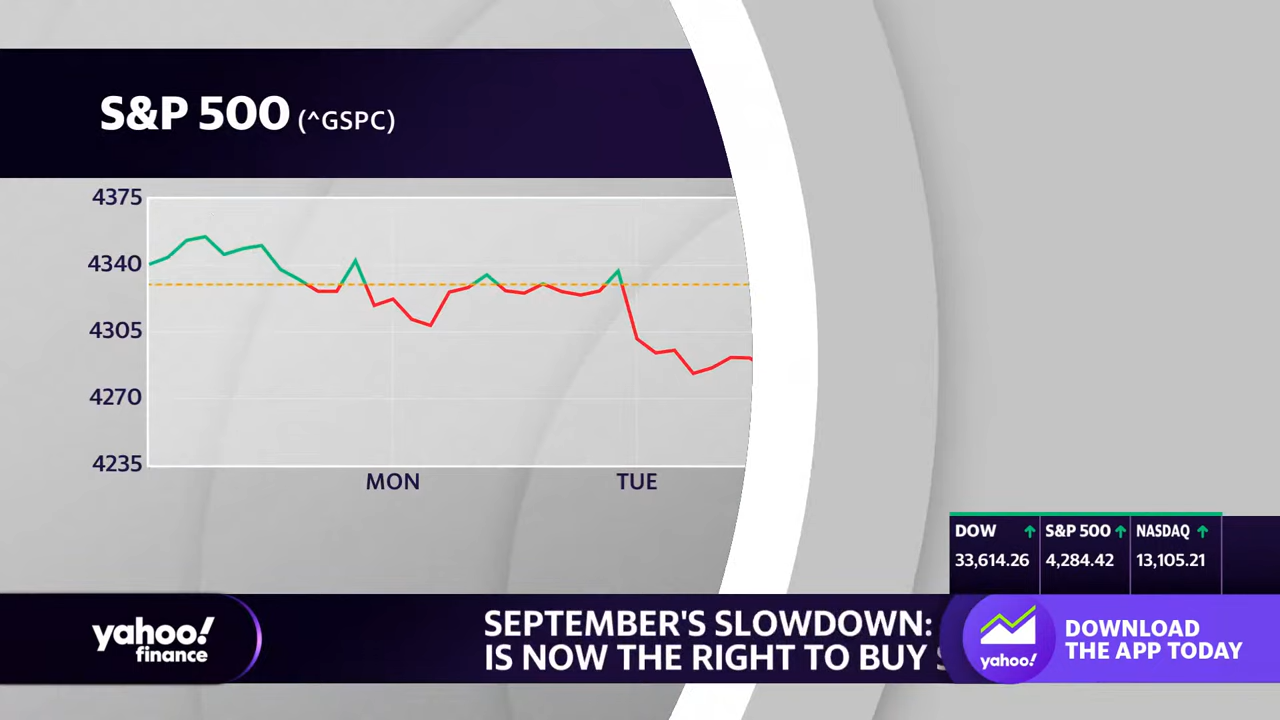 S&P 500 (^GSPC)
4375
4340
4305
4270
4235
MON TUE
DOW S&P 500 NASDAQ
33,614.26 4,284.42 13,105.21
yahoo!
finance
SEPTEMBER'S SLOWDOWN:
IS NOW THE RIGHT TO BUY
yahoo!
DOWNLOAD
THE APP TODAY